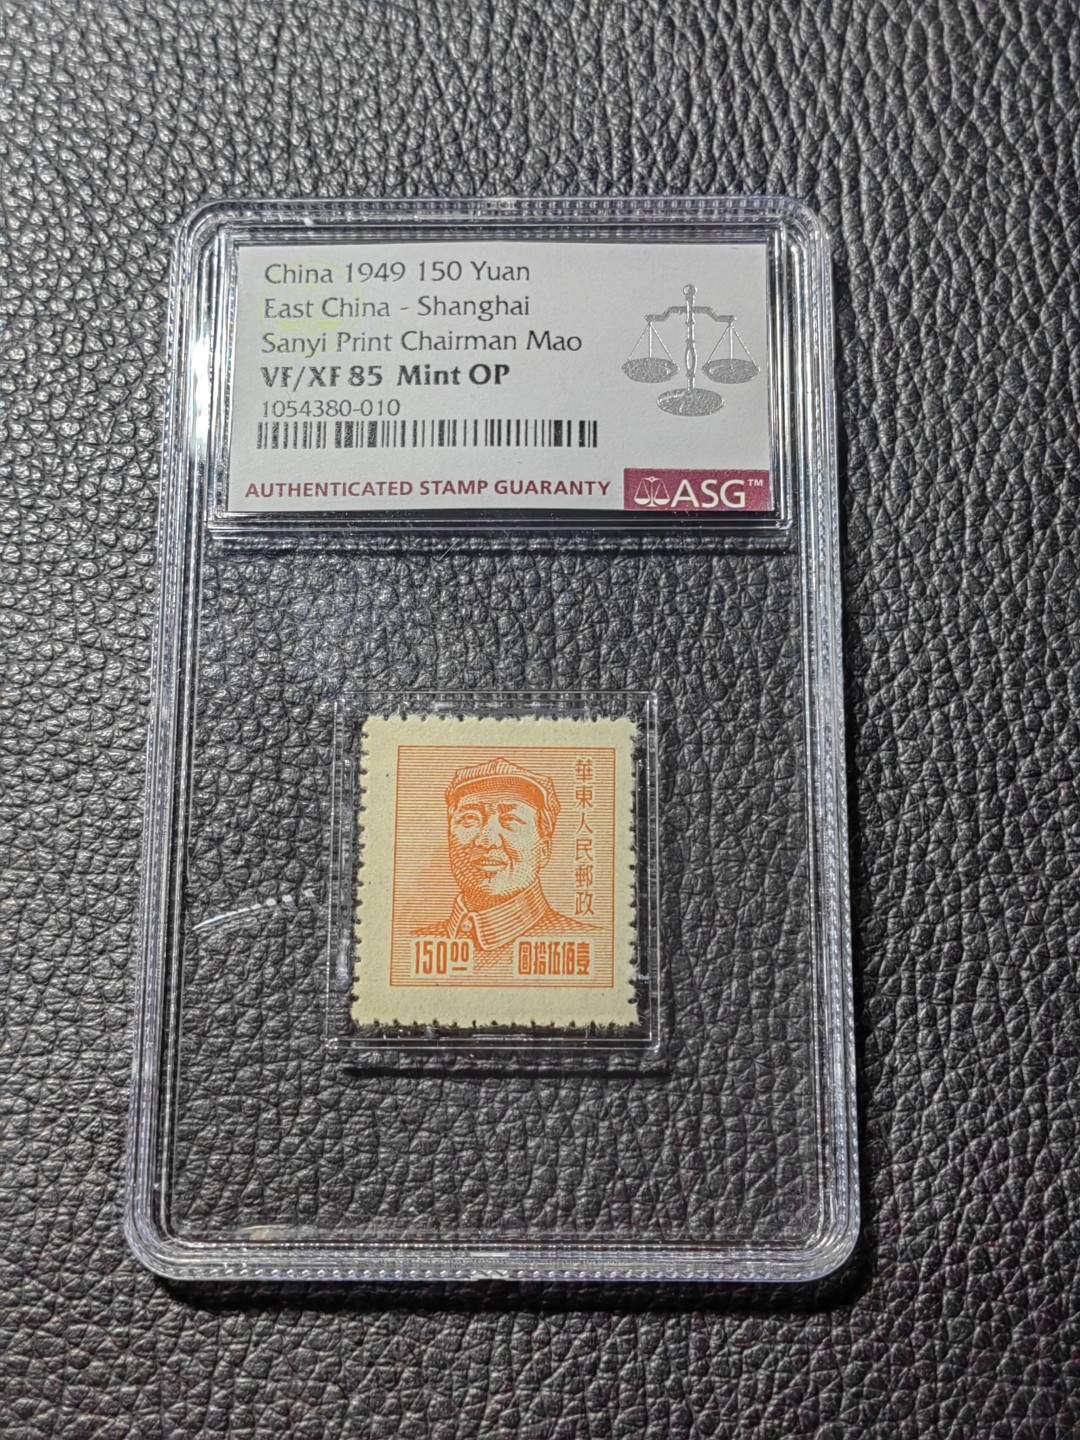 China 1949 150 Yuan
East China - Shanghai
Sanyi Print Chairman Mao
VF/XF 85 Mint OP
1054380-010
AUTHENTICATED STAMP GUARANTY
ASG™
華東人民郵政
150.00
圓拾伍佰壹